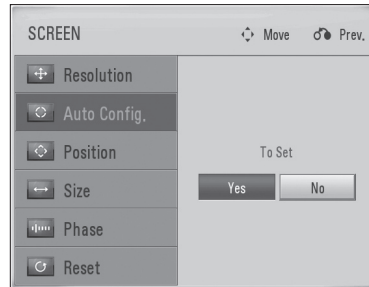 SCREEN Move Prev.
Resolution
Auto Config.
Position
Size
Phase
Reset
To Set
Yes No